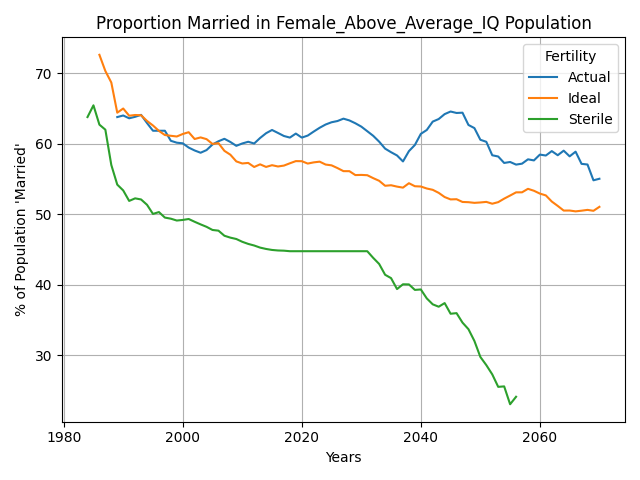 Proportion Married in Female_Above_Average_IQ Population
% of Population 'Married'
70
60
50
40
30
Fertility
Actual
Ideal
Sterile
1980
2000
2020
2040
2060
Years